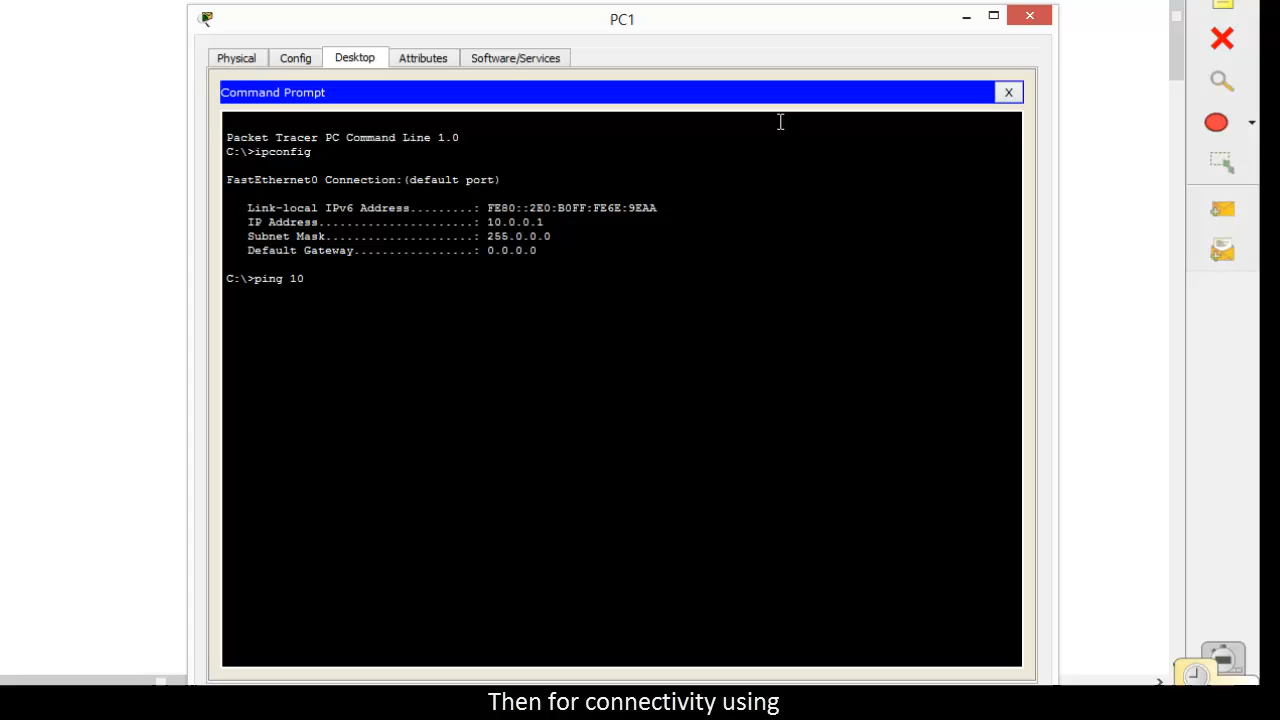 PC1
Physical
Config
Desktop
Attributes
Software/Services
Command Prompt
X
Packet Tracer PC Command Line 1.0
C:\>ipconfig
FastEthernet0 Connection:(default port)
Link-local IPv6 Address.........: FE80::2E0:B0FF:FE6E:9EAA
IP Address......................: 10.0.0.1
Subnet Mask.....................: 255.0.0.0
Default Gateway.................: 0.0.0.0
C:\>ping 10
Then for connectivity using